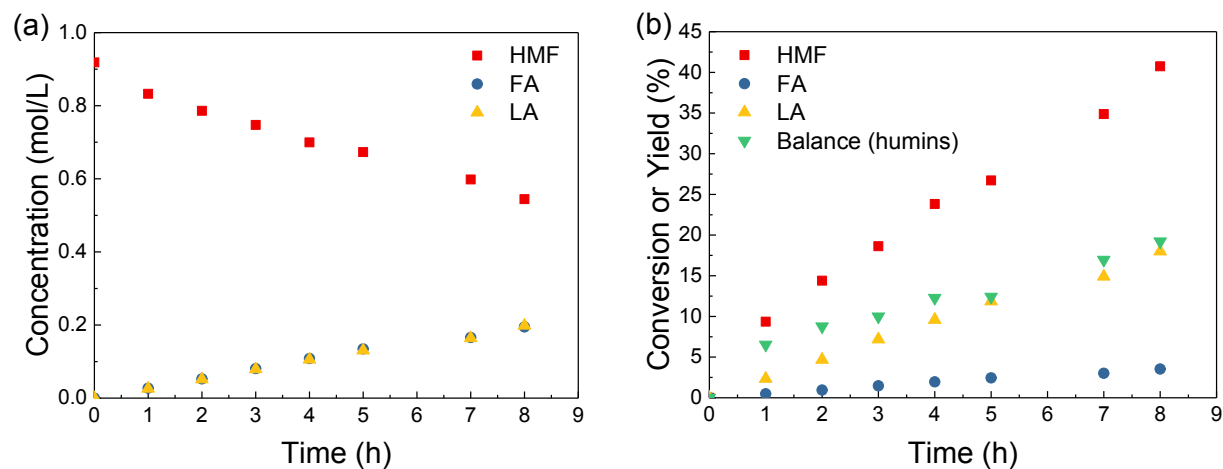 (a)
Concentration (mol/L)
1.0
0.8
0.6
0.4
0.2
0.0
HMF
FA
LA
0 1 2 3 4 5 6 7 8 9
Time (h)
(b)
Conversion or Yield (%)
45
40
35
30
25
20
15
10
5
0
HMF
FA
LA
Balance (humins)
0 1 2 3 4 5 6 7 8 9
Time (h)